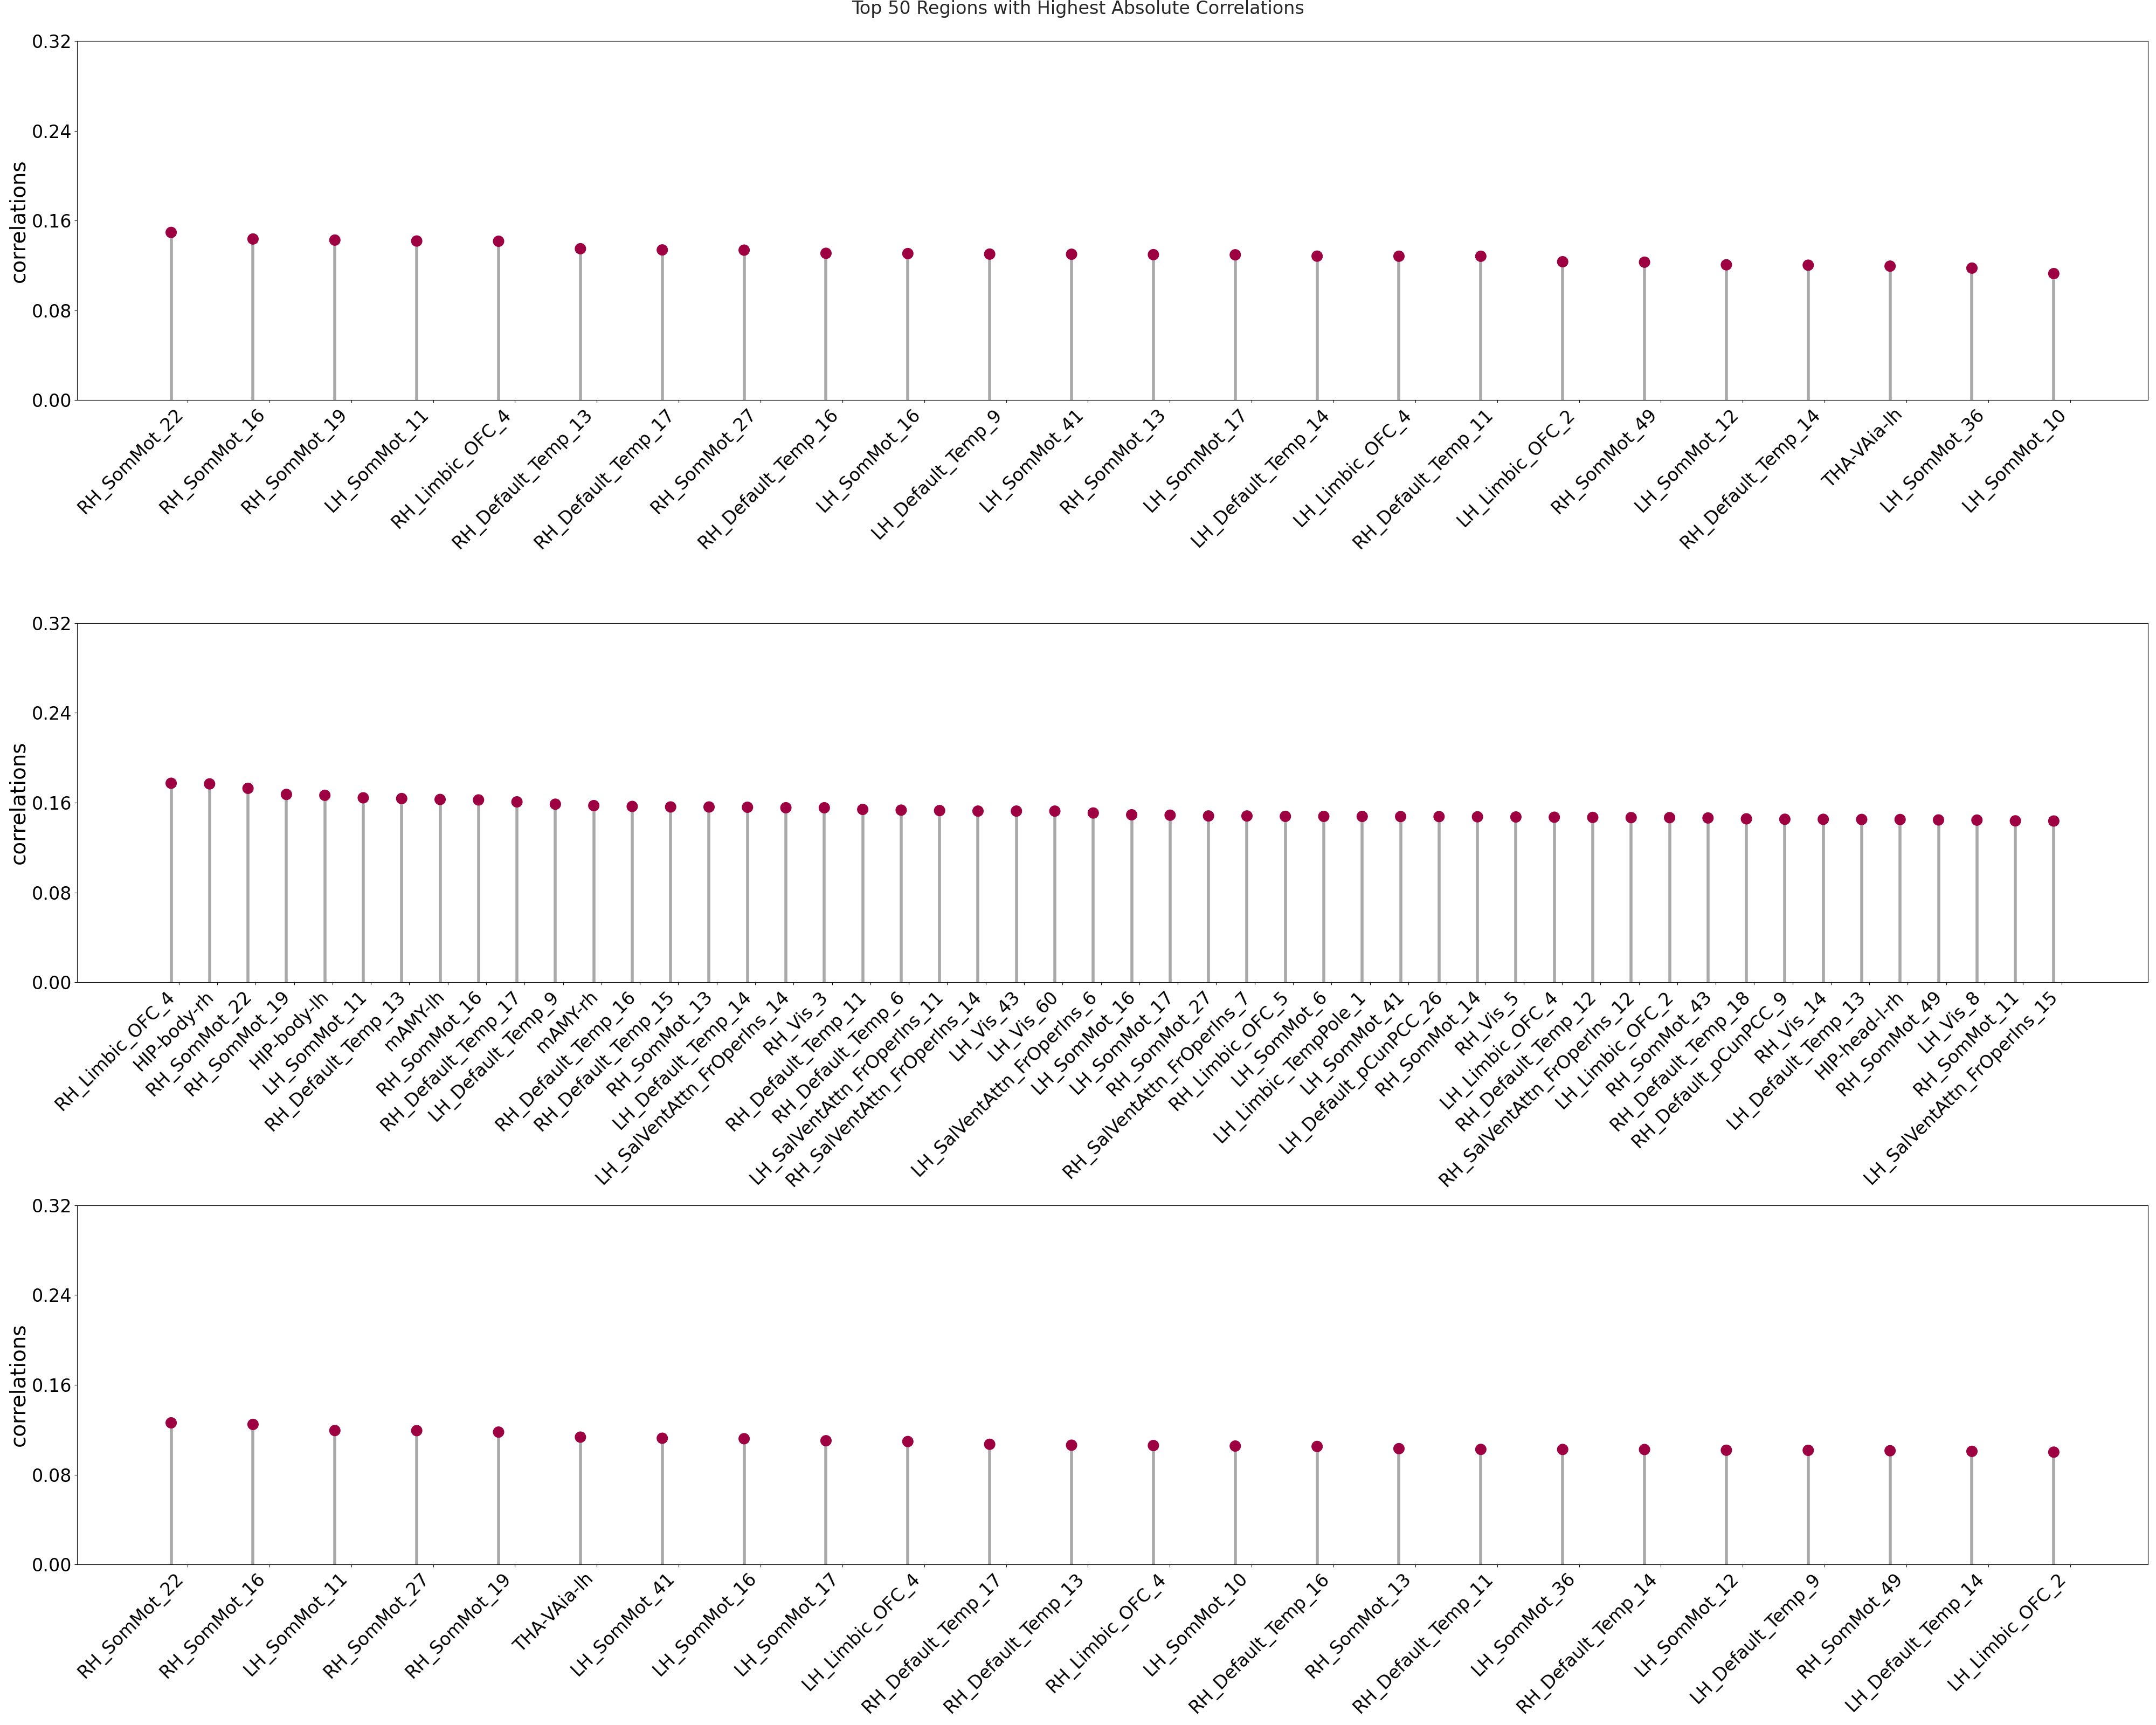 Top 50 Regions with Highest Absolute Correlations
correlations
0.32
0.24
0.16
0.08
0.00
RH_SomMot_22
RH_SomMot_16
RH_SomMot_19
LH_SomMot_11
RH_Limbic_OFC_4
RH_Default_Temp_13
RH_Default_Temp_17
RH_SomMot_27
RH_Default_Temp_16
LH_SomMot_16
LH_Default_Temp_9
LH_SomMot_41
RH_SomMot_13
LH_SomMot_17
LH_Default_Temp_14
LH_Limbic_OFC_4
RH_Default_Temp_11
LH_Limbic_OFC_2
RH_SomMot_49
LH_SomMot_12
RH_Default_Temp_14
THA-VAia-lh
LH_SomMot_36
LH_SomMot_10
correlations
0.32
0.24
0.16
0.08
0.00
RH_Limbic_OFC_4
HIP-body-rh
RH_SomMot_22
RH_SomMot_19
HIP-body-lh
LH_SomMot_11
RH_Default_Temp_13
mAMY-lh
RH_SomMot_16
RH_Default_Temp_17
LH_Default_Temp_9
mAMY-rh
RH_Default_Temp_16
RH_Default_Temp_15
RH_SomMot_13
LH_Default_Temp_14
LH_SalVentAttn_FrOperIns_14
RH_Vis_3
RH_Default_Temp_11
RH_Default_Temp_6
LH_SalVentAttn_FrOperIns_11
RH_SalVentAttn_FrOperIns_14
LH_Vis_43
LH_Vis_60
LH_SalVentAttn_FrOperIns_6
LH_SomMot_16
LH_SomMot_17
RH_SomMot_27
RH_SalVentAttn_FrOperIns_7
RH_Limbic_OFC_5
LH_SomMot_6
LH_Limbic_TempPole_1
LH_SomMot_41
LH_Default_pCunPCC_26
RH_SomMot_14
RH_Vis_5
LH_Limbic_OFC_4
RH_Default_Temp_12
RH_SalVentAttn_FrOperIns_12
LH_Limbic_OFC_2
RH_SomMot_43
RH_Default_Temp_18
RH_Default_pCunPCC_9
RH_Vis_14
LH_Default_Temp_13
HIP-head-l-rh
RH_SomMot_49
LH_Vis_8
RH_SomMot_11
LH_SalVentAttn_FrOperIns_15
correlations
0.32
0.24
0.16
0.08
0.00
RH_SomMot_22
RH_SomMot_16
LH_SomMot_11
RH_SomMot_27
RH_SomMot_19
THA-VAia-lh
LH_SomMot_41
LH_SomMot_16
LH_SomMot_17
LH_Limbic_OFC_4
RH_Default_Temp_17
RH_Default_Temp_13
RH_Limbic_OFC_4
LH_SomMot_10
RH_Default_Temp_16
RH_SomMot_13
RH_Default_Temp_11
LH_SomMot_36
RH_Default_Temp_14
LH_SomMot_12
LH_Default_Temp_9
RH_SomMot_49
LH_Default_Temp_14
LH_Limbic_OFC_2